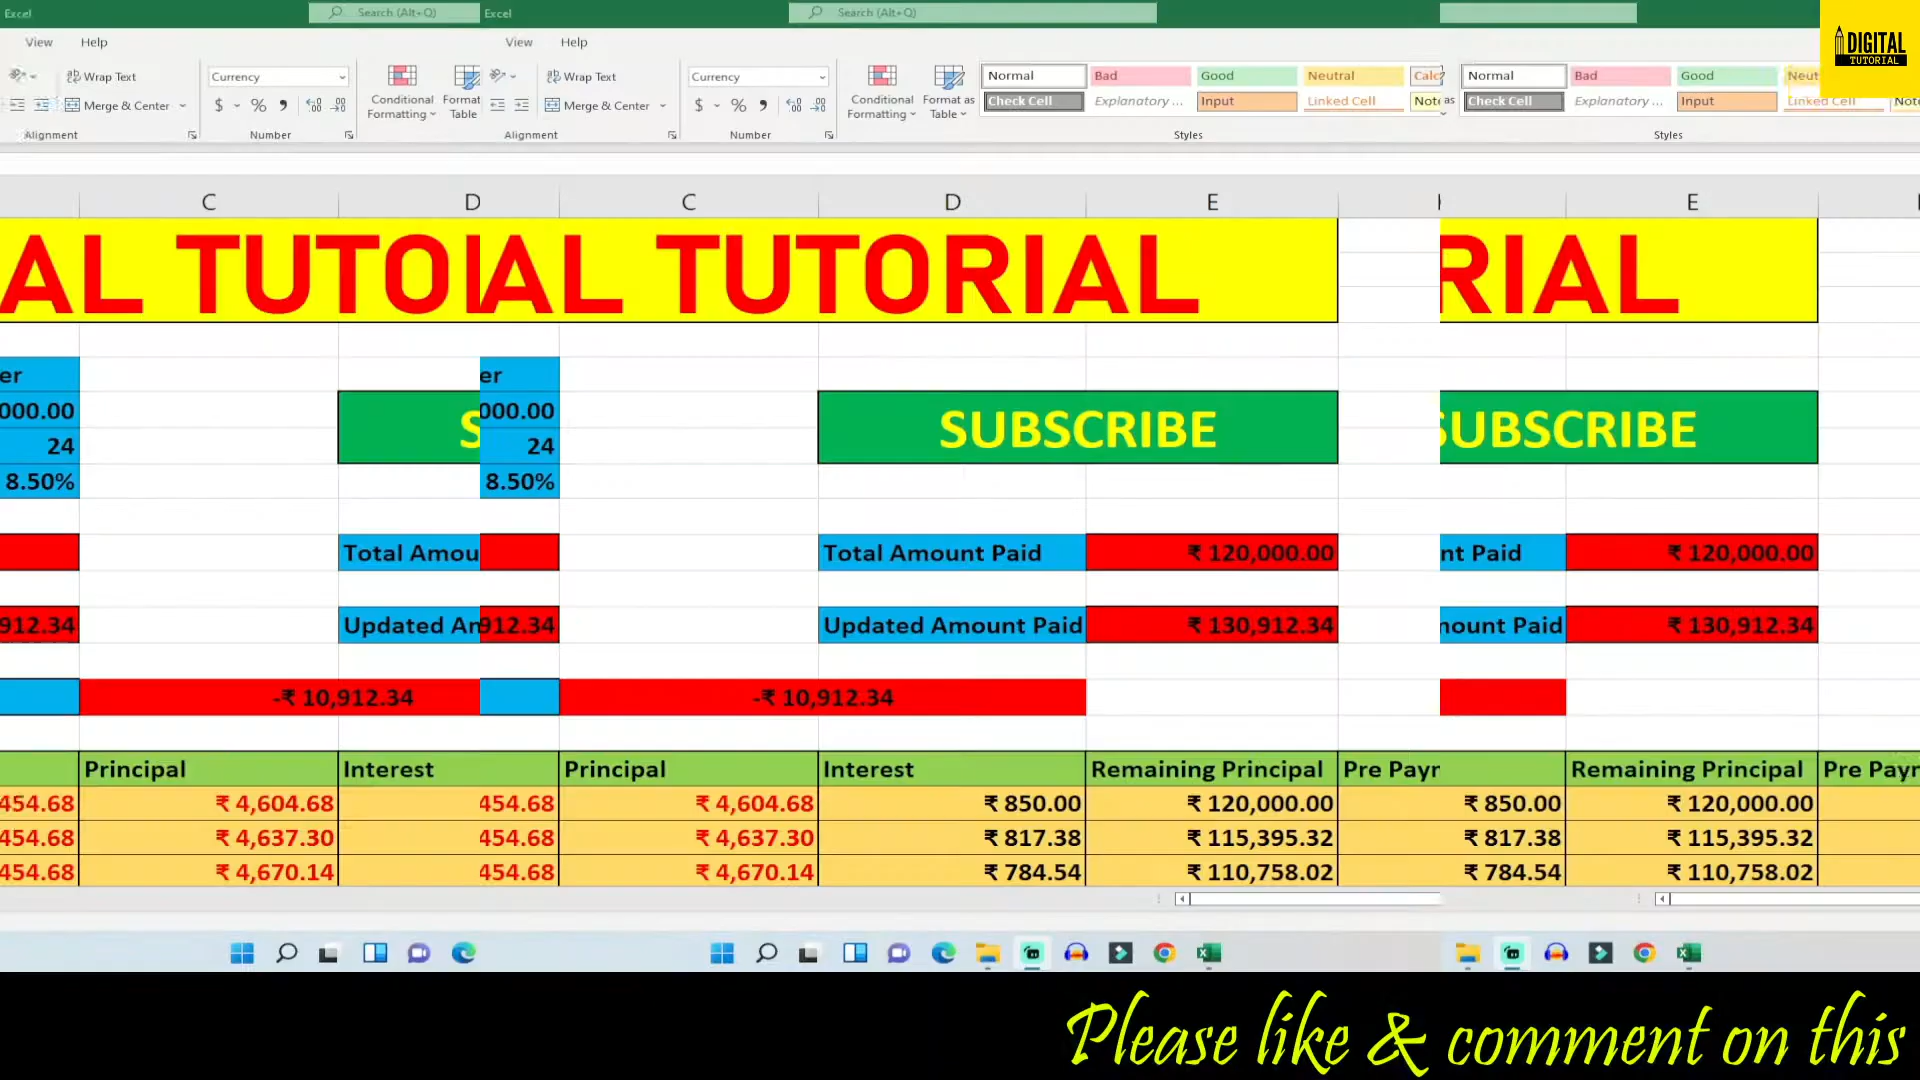 Excel Search (Alt+Q) Excel Search (Alt+Q)
DIGITAL
TUTORIAL
View Help View Help
Wrap Text Currency Wrap Text Currency Normal Bad Good Neutral Normal Bad Good
Merge & Center $ % Conditional Formatting Merge & Center $ % Conditional Formatting Format as Table Check Cell Explanatory ... Input Linked Cell Check Cell Explanatory ... Input Linked Cell
Alignment Number Alignment Number Styles Styles
C D C D E E
AL TUTO AL TUTORIAL RIAL
er er
000.00 000.00
SUBSCRIBE UBSCRIBE
24 24
8.50% 8.50%
Total Amou Total Amount Paid ₹ 120,000.00 nt Paid ₹ 120,000.00
912.34 Updated An 912.34 Updated Amount Paid ₹ 130,912.34 nount Paid ₹ 130,912.34
-₹ 10,912.34 -₹ 10,912.34
Principal Interest Principal Interest Remaining Principal Pre Payr Remaining Principal Pre Payr
454.68 ₹ 4,604.68 454.68 ₹ 4,604.68 ₹ 850.00 ₹ 120,000.00 ₹ 850.00 ₹ 120,000.00
454.68 ₹ 4,637.30 454.68 ₹ 4,637.30 ₹ 817.38 ₹ 115,395.32 ₹ 817.38 ₹ 115,395.32
454.68 ₹ 4,670.14 454.68 ₹ 4,670.14 ₹ 784.54 ₹ 110,758.02 ₹ 784.54 ₹ 110,758.02
Please like & comment on this